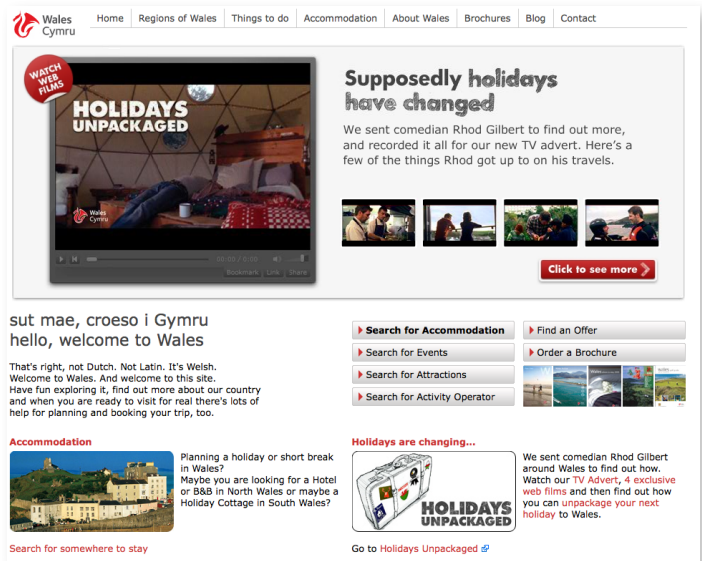 Wales
Cymru
Home
Regions of Wales
Things to do
Accommodation
About Wales
Brochures
Blog
Contact
WATCH
WEB
FILMS
HOLIDAYS
UNPACKAGED
Wales
Cymru
00:00 / 0:00
Bookmark
Link
Share
Supposedly holidays
have changed
We sent comedian Rhod Gilbert to find out more,
and recorded it all for our new TV advert. Here's a
few of the things Rhod got up to on his travels.
Click to see more
sut mae, croeso i Gymru
hello, welcome to Wales
That's right, not Dutch. Not Latin. It's Welsh.
Welcome to Wales. And welcome to this site.
Have fun exploring it, find out more about our country
and when you are ready to visit for real there's lots of
help for planning and booking your trip, too.
Search for Accommodation
Search for Events
Search for Attractions
Search for Activity Operator
Find an Offer
Order a Brochure
Accommodation
Planning a holiday or short break
in Wales?
Maybe you are looking for a Hotel
or B&B in North Wales or maybe a
Holiday Cottage in South Wales?
Search for somewhere to stay
Holidays are changing...
HOLIDAYS
UNPACKAGED
We sent comedian Rhod Gilbert
around Wales to find out how.
Watch our TV Advert, 4 exclusive
web films and then find out how
you can unpackage your next
holiday to Wales.
Go to Holidays Unpackaged